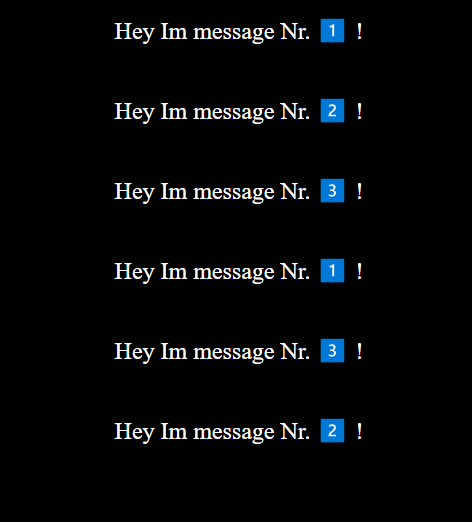 Hey Im message Nr. 1️⃣ !
Hey Im message Nr. 2️⃣ !
Hey Im message Nr. 3️⃣ !
Hey Im message Nr. 1️⃣ !
Hey Im message Nr. 3️⃣ !
Hey Im message Nr. 2️⃣ !